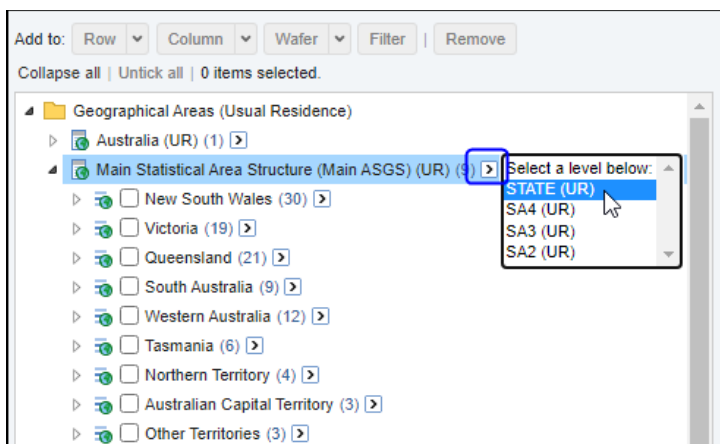 Add to: Row Column Wafer Filter | Remove
Collapse all | Untick all | 0 items selected.
Geographical Areas (Usual Residence)
Australia (UR) (1)
Main Statistical Area Structure (Main ASGS) (UR) (9)
Select a level below:
STATE (UR)
SA4 (UR)
SA3 (UR)
SA2 (UR)
New South Wales (30)
Victoria (19)
Queensland (21)
South Australia (9)
Western Australia (12)
Tasmania (6)
Northern Territory (4)
Australian Capital Territory (3)
Other Territories (3)